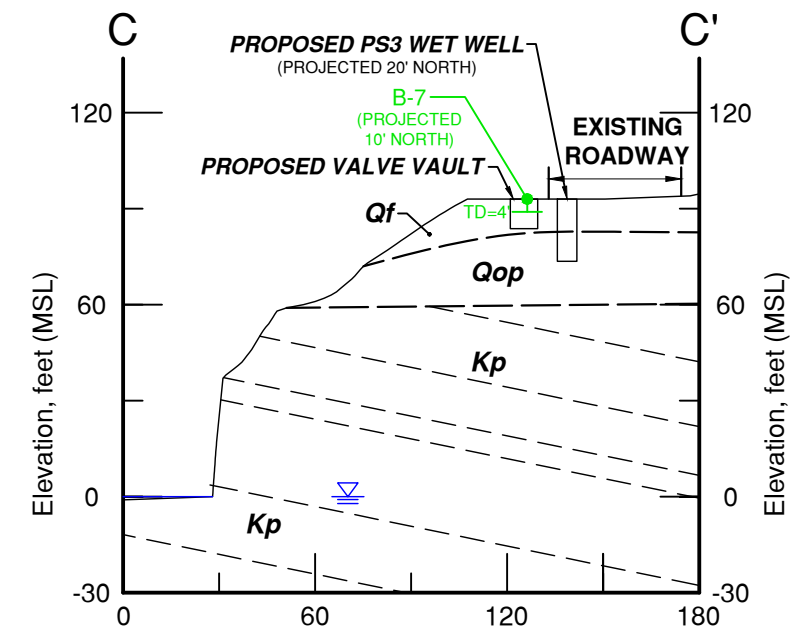 C
C'
PROPOSED PS3 WET WELL
(PROJECTED 20' NORTH)
B-7
(PROJECTED
10' NORTH)
EXISTING
ROADWAY
PROPOSED VALVE VAULT
TD=4'
Qf
Qop
Kp
Kp
Elevation, feet (MSL)
120
60
0
-30
120
60
0
-30
Elevation, feet (MSL)
0
60
120
180